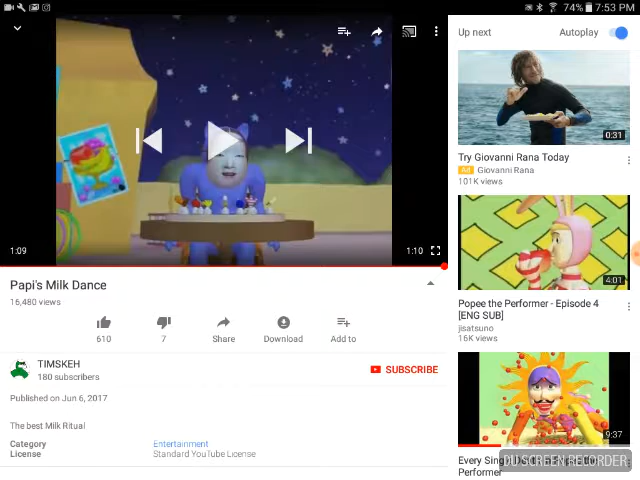 74% 7:53 PM
Up next
Autoplay
1:09
1:10
0:31
Try Giovanni Rana Today
Ad Giovanni Rana
101K views
Papi's Milk Dance
16,480 views
610
7
Share
Download
Add to
4:01
Popee the Performer - Episode 4
[ENG SUB]
jisatsuno
16K views
TIMSKEH
180 subscribers
SUBSCRIBE
Published on Jun 6, 2017
The best Milk Ritual
Category
Entertainment
License
Standard YouTube License
9:37
Every
Performer
DU SCREEN RECORDER